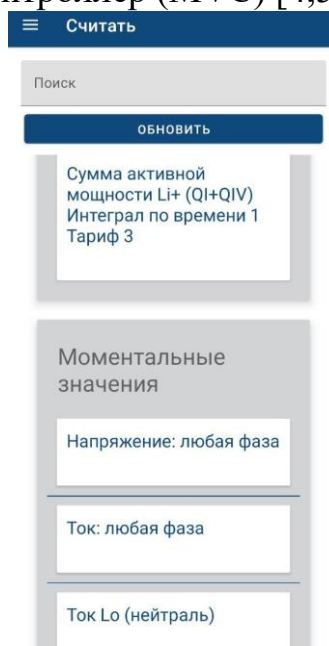 Считать
Поиск
ОБНОВИТЬ
Сумма активной
мощности Li+ (QI+QIV)
Интеграл по времени 1
Тариф 3
Моментальные
значения
Напряжение: любая фаза
Ток: любая фаза
Ток Lo (нейтраль)